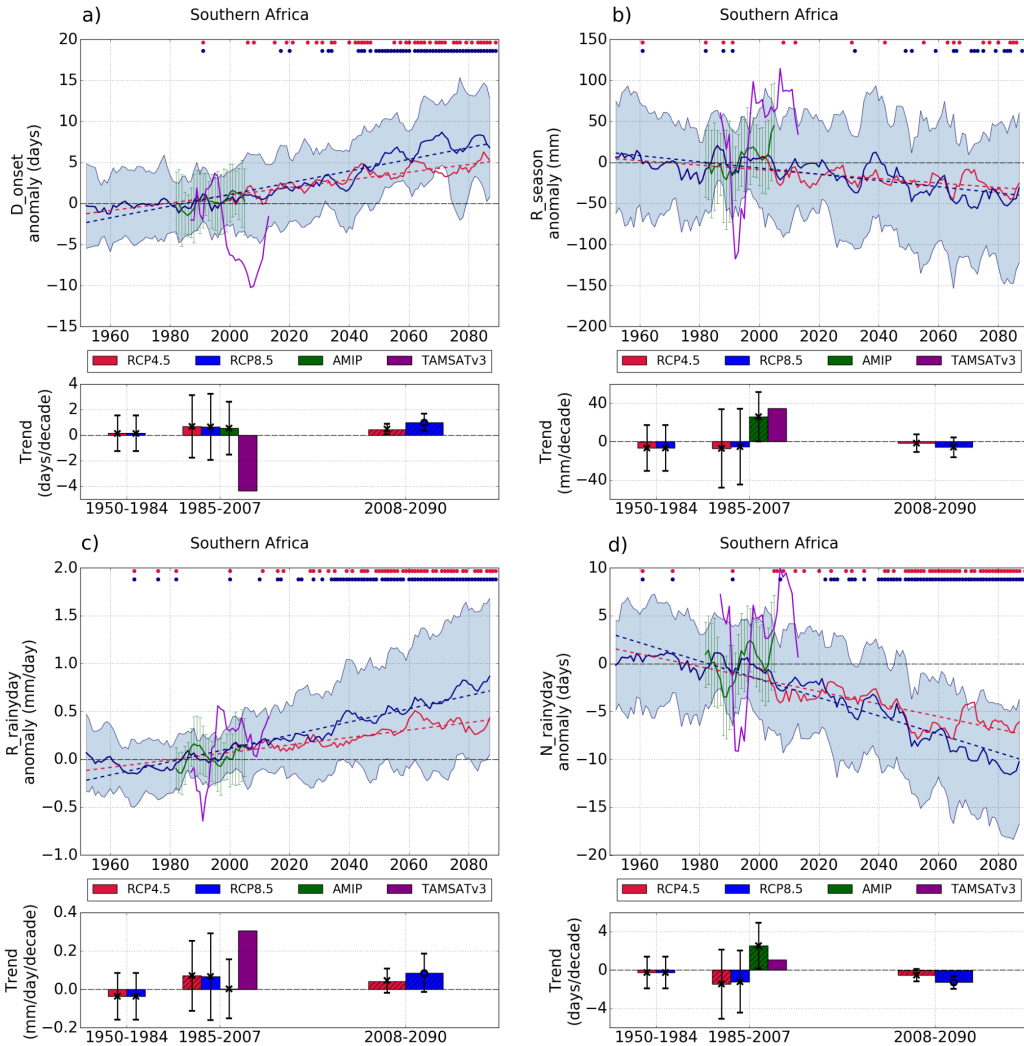 a)
Southern Africa
20
15
10
5
0
−5
−10
−15
D_onset
anomaly (days)
1960 1980 2000 2020 2040 2060 2080
RCP4.5 RCP8.5 AMIP TAMSATv3
4
2
0
−2
−4
Trend
(days/decade)
1950-1984 1985-2007 2008-2090
b)
Southern Africa
150
100
50
0
−50
−100
−150
−200
R_season
anomaly (mm)
1960 1980 2000 2020 2040 2060 2080
RCP4.5 RCP8.5 AMIP TAMSATv3
40
0
−40
Trend
(mm/decade)
1950-1984 1985-2007 2008-2090
c)
Southern Africa
2.0
1.5
1.0
0.5
0.0
−0.5
−1.0
R_rainyday
anomaly (mm/day)
1960 1980 2000 2020 2040 2060 2080
RCP4.5 RCP8.5 AMIP TAMSATv3
0.4
0.2
0.0
−0.2
Trend
(mm/day/decade)
1950-1984 1985-2007 2008-2090
d)
Southern Africa
10
5
0
−5
−10
−15
−20
N_rainyday
anomaly (days)
1960 1980 2000 2020 2040 2060 2080
RCP4.5 RCP8.5 AMIP TAMSATv3
4
0
−4
Trend
(days/decade)
1950-1984 1985-2007 2008-2090